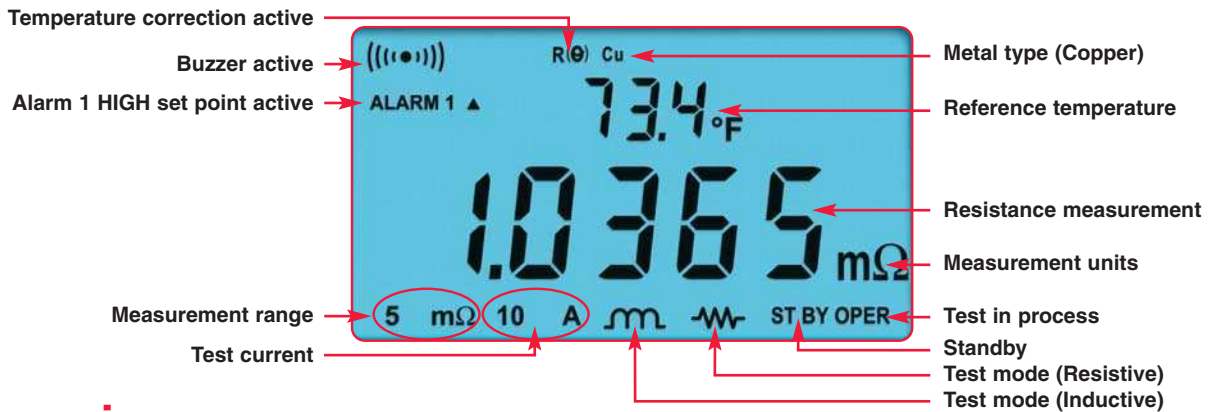 Temperature correction active
Buzzer active
Alarm 1 HIGH set point active
R(Θ) Cu
ALARM 1 ▲
73.4 °F
1.0365 mΩ
5 mΩ 10 A ST BY OPER
Metal type (Copper)
Reference temperature
Resistance measurement
Measurement units
Measurement range
Test current
Test in process
Standby
Test mode (Resistive)
Test mode (Inductive)